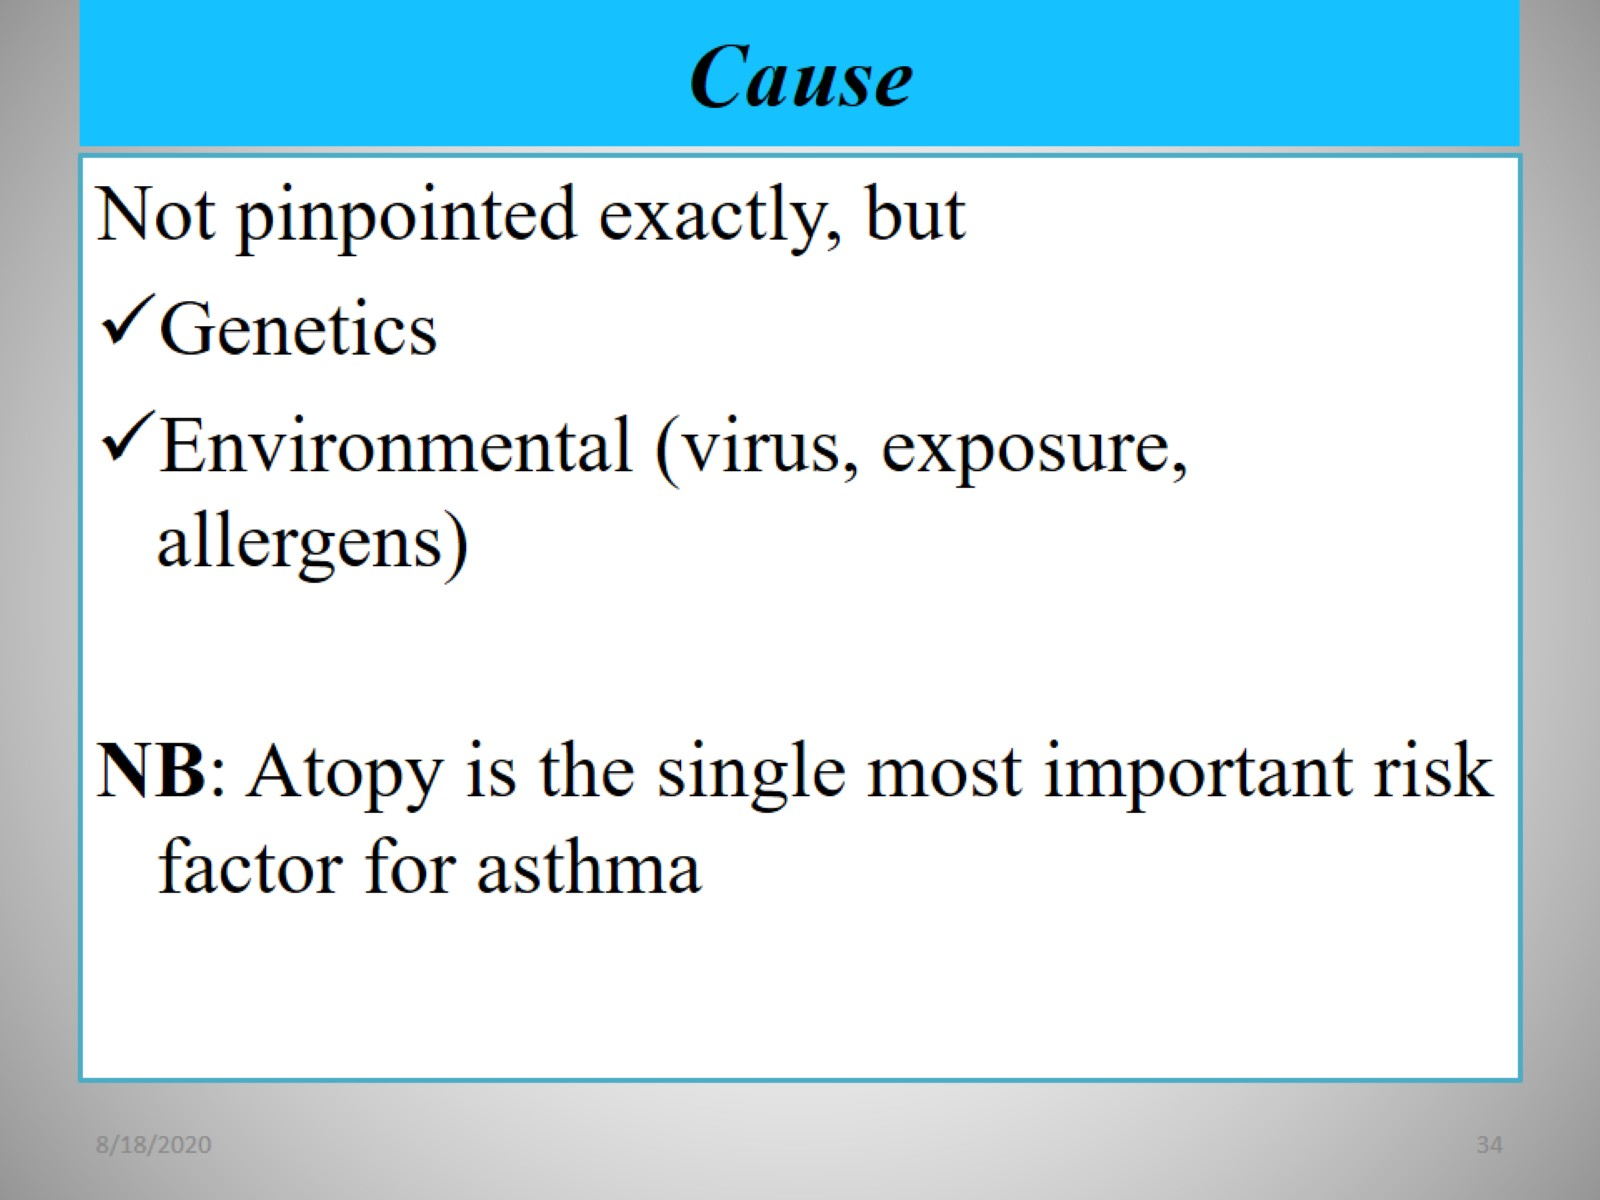 Cause
Not pinpointed exactly, but
✓Genetics
✓Environmental (virus, exposure,
allergens)
NB: Atopy is the single most important risk
factor for asthma
8/18/2020
34